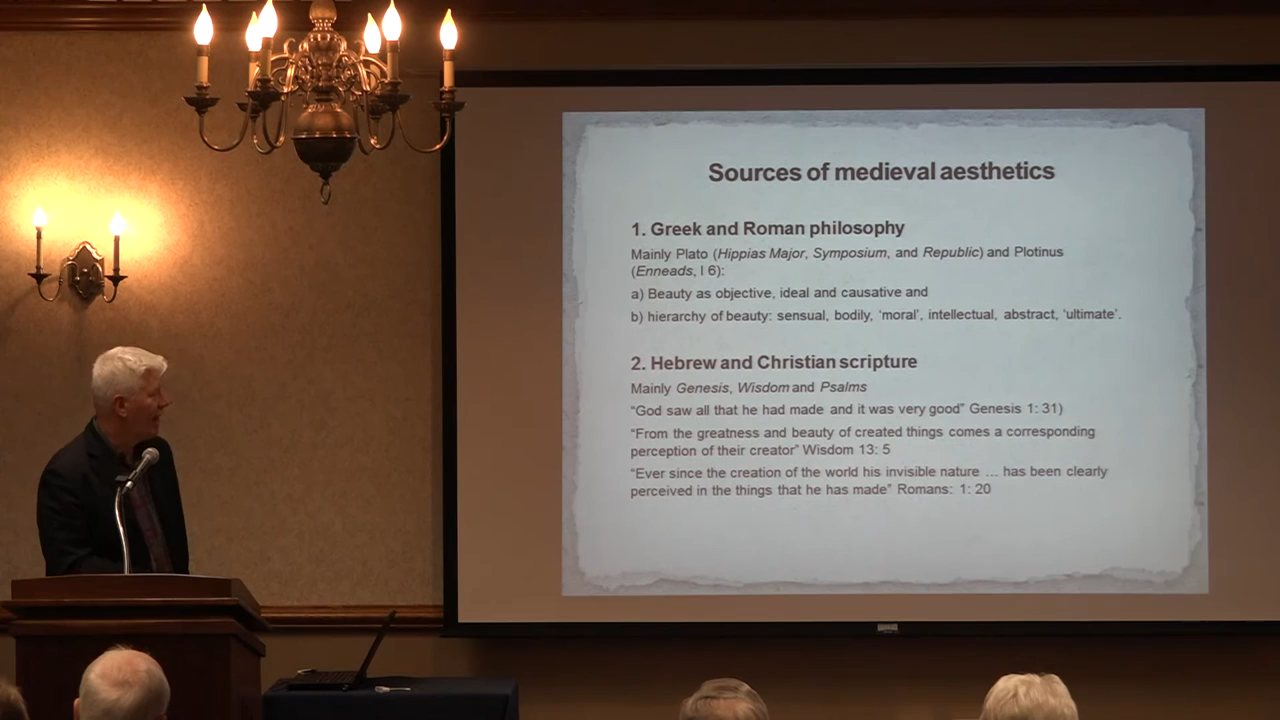 Sources of medieval aesthetics
1. Greek and Roman philosophy
Mainly Plato (Hippias Major, Symposium, and Republic) and Plotinus
(Enneads, I 6):
a) Beauty as objective, ideal and causative and
b) hierarchy of beauty: sensual, bodily, ‘moral’, intellectual, abstract, ‘ultimate’.
2. Hebrew and Christian scripture
Mainly Genesis, Wisdom and Psalms
“God saw all that he had made and it was very good” Genesis 1: 31)
“From the greatness and beauty of created things comes a corresponding
perception of their creator” Wisdom 13: 5
“Ever since the creation of the world his invisible nature … has been clearly
perceived in the things that he has made” Romans: 1: 20